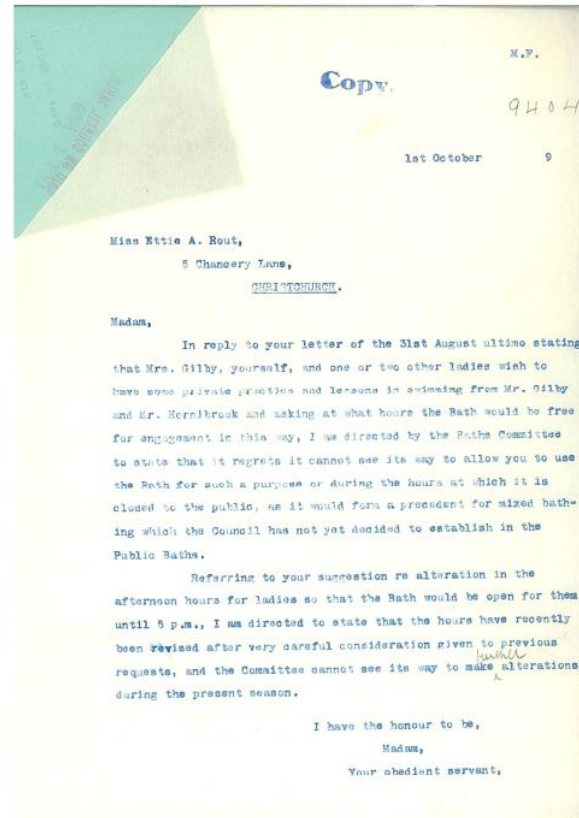 M.F.
Copy.
9404
1st October 9
Miss Ettie A. Rout,
5 Chancery Lane,
CHRISTCHURCH.
Madam,
In reply to your letter of the 31st August ultimo stating
that Mrs. Gilby, yourself, and one or two other ladies wish to
have some private practice and lessons in swimming from Mr. Gilby
and Mr. Hornibrook and asking at what hours the Bath would be free
for engagement in this way, I am directed by the Baths Committee
to state that it regrets it cannot see its way to allow you to use
the Bath for such a purpose or during the hours at which it is
closed to the public, as it would form a precedent for mixed bath-
ing which the Council has not yet decided to establish in the
Public Baths.
Referring to your suggestion re alteration in the
afternoon hours for ladies so that the Bath would be open for them
until 5 p.m., I am directed to state that the hours have recently
been revised after very careful consideration given to previous
requests, and the Committee cannot see its way to make further alterations
during the present season.
I have the honour to be,
Madam,
Your obedient servant,